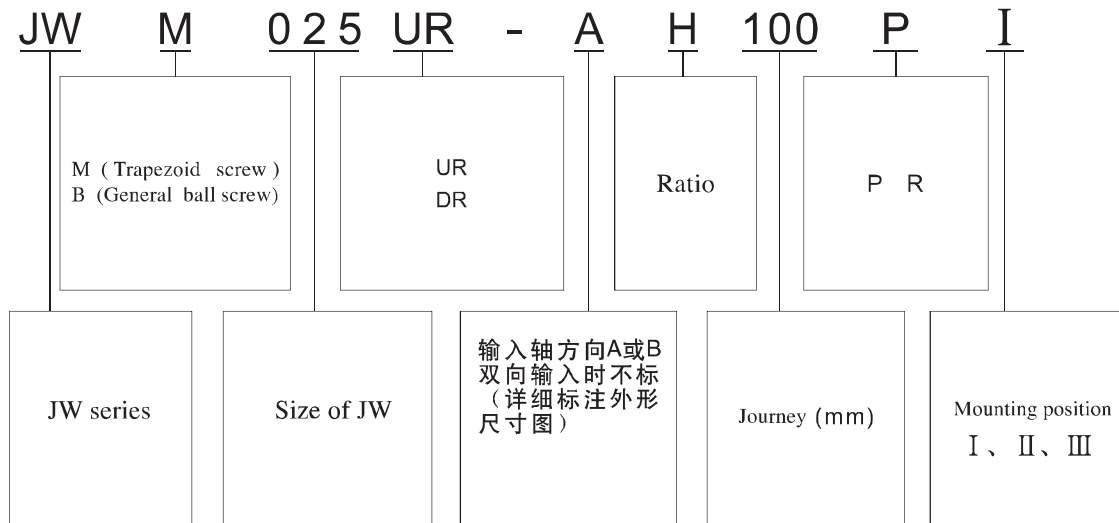 JW M 025 UR - A H 100 P I
M (Trapezoid screw)
B (General ball screw)
UR
DR
Ratio
P R
JW series
Size of JW
输入轴方向A或B
双向输入时不标
（详细标注外形
尺寸图）
Journey (mm)
Mounting position
Ⅰ、Ⅱ、Ⅲ